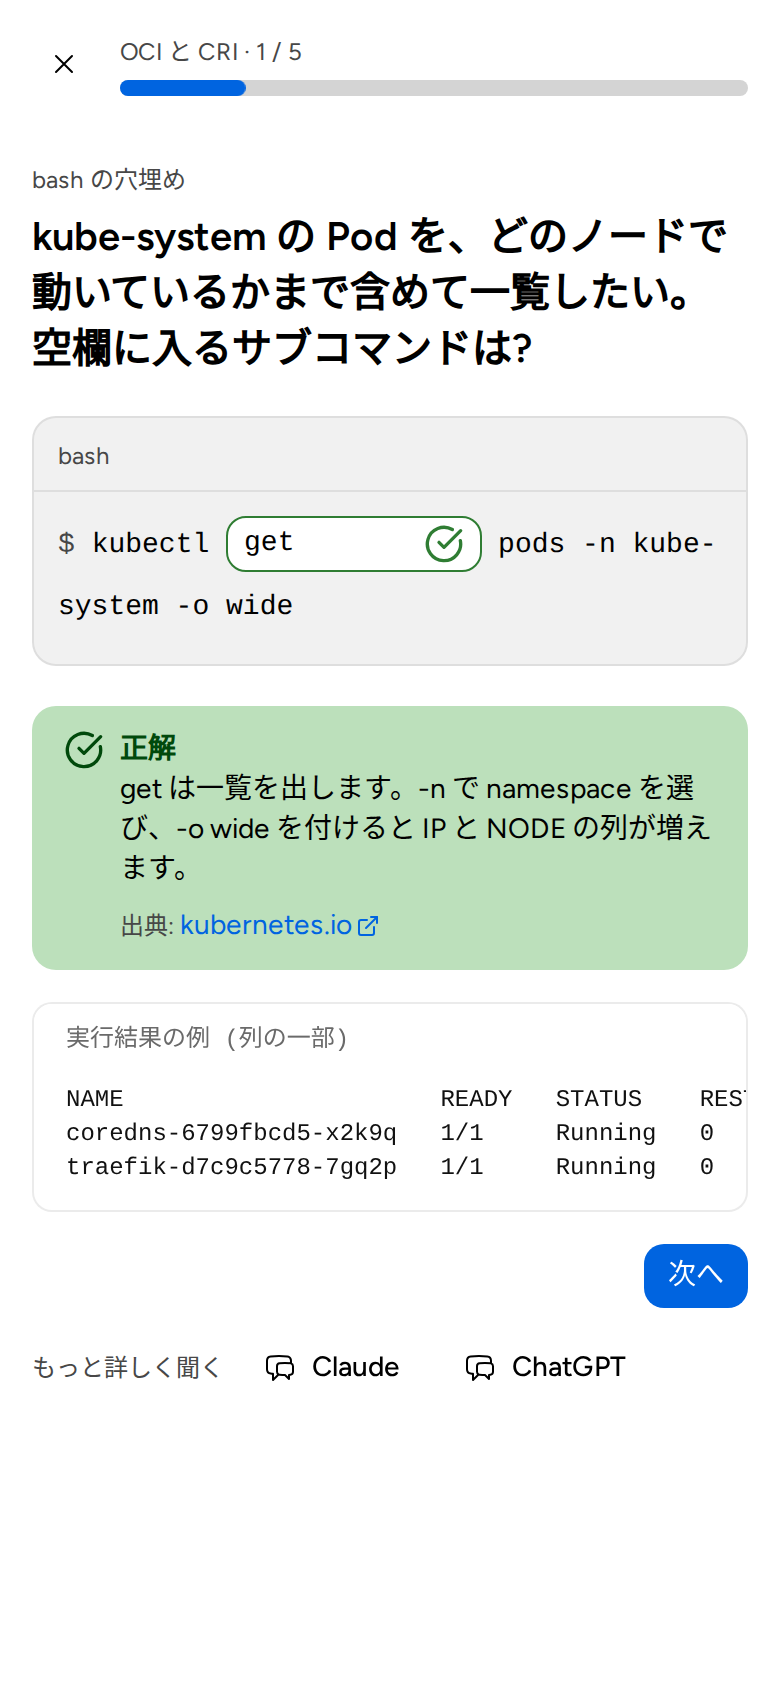 OCI と CRI · 1 / 5
bash の穴埋め
kube-system の Pod を、どのノードで
動いているかまで含めて一覧したい。
空欄に入るサブコマンドは?
bash
$ kubectl get pods -n kube-
system -o wide
正解
get は一覧を出します。-n で namespace を選
び、-o wide を付けると IP と NODE の列が増え
ます。
出典: kubernetes.io
実行結果の例 (列の一部)
NAME READY STATUS REST
coredns-6799fbcd5-x2k9q 1/1 Running 0
traefik-d7c9c5778-7gq2p 1/1 Running 0
次へ
もっと詳しく聞く Claude ChatGPT